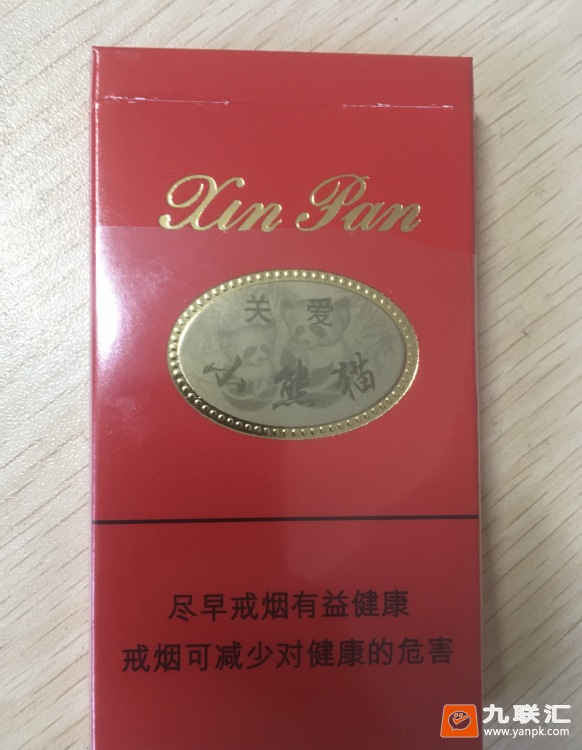 Xin Pan
关爱
大熊猫
尽早戒烟有益健康
戒烟可减少对健康的危害
九联汇
www.yanpk.com